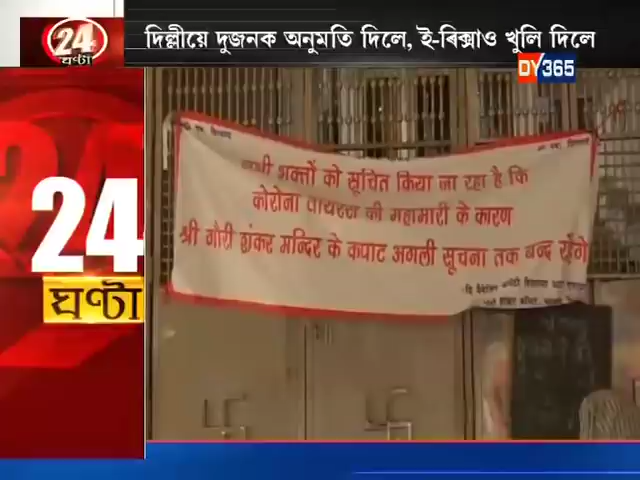 24
ঘণ্টা
দিল্লীয়ে দুজনক অনুমতি দিলে, ই-ৰিক্সাও খুলি দিলে
DY365
सभी भक्तों को सूचित किया जा रहा है कि
कोरोना वायरस की महामारी के कारण
श्री गौरी शंकर मन्दिर के कपाट अगली सूचना तक बन्द रहेंगे
24
ঘণ্টা